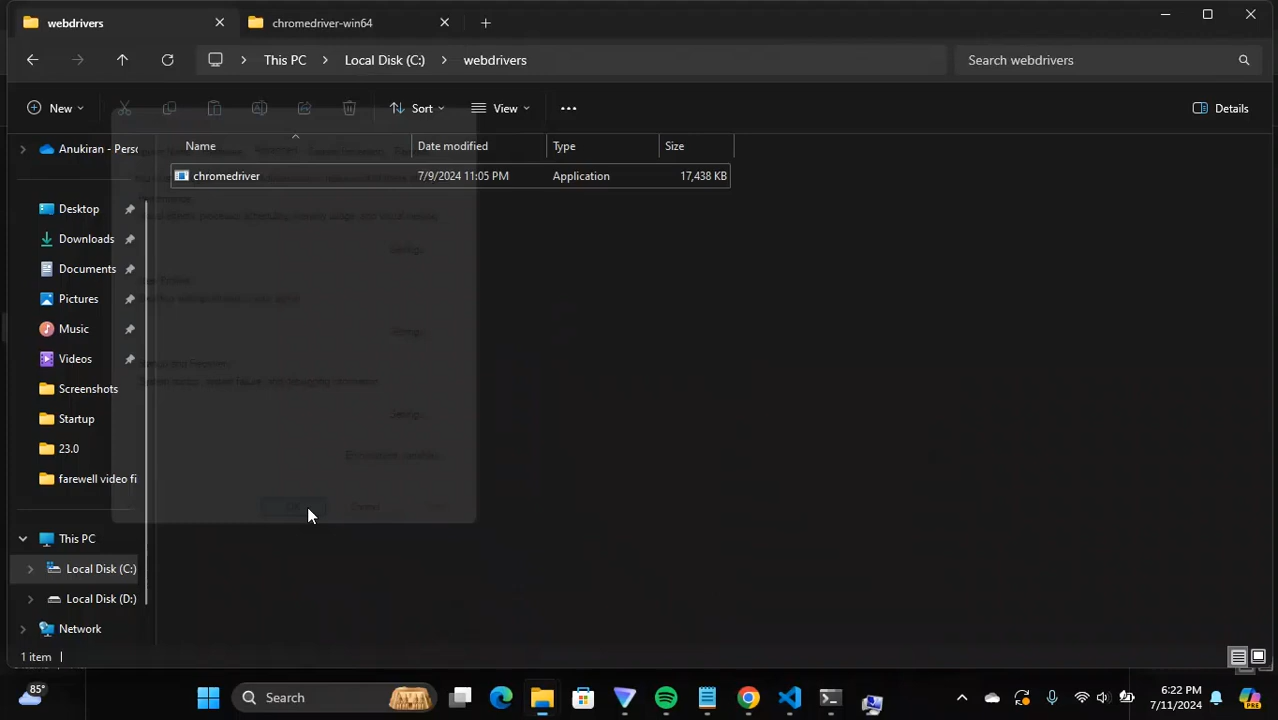 webdrivers
chromedriver-win64
This PC
Local Disk (C:)
webdrivers
Search webdrivers
New
Sort
View
Details
Name
Date modified
Type
Size
chromedriver
7/9/2024 11:05 PM
Application
17,438 KB
Anukiran - Perso
Desktop
Downloads
Documents
Pictures
Music
Videos
Screenshots
Startup
23.0
farewell video fi
This PC
Local Disk (C:)
Local Disk (D:)
Network
1 item
85°
Search
6:22 PM
7/11/2024
PRE